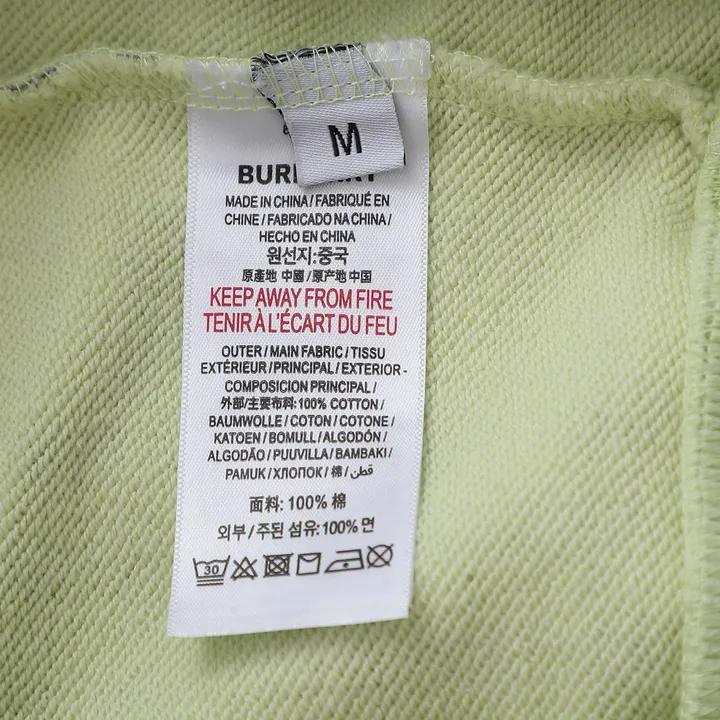 M
MADE IN CHINA / FABRIQUÉ EN
CHINE / FABRICADO NA CHINA /
HECHO EN CHINA
원선지:중국
原產地 中國 / 原产地 中国
KEEP AWAY FROM FIRE
TENIR À L'ÉCART DU FEU
OUTER / MAIN FABRIC / TISSU
EXTÉRIEUR / PRINCIPAL / EXTERIOR -
COMPOSICION PRINCIPAL /
外部/主要布料: 100% COTTON /
BAUMWOLLE / COTON / COTONE /
KATOEN / BOMULL / ALGODÓN /
ALGODÃO / PUUVILLA / BAMBAKI /
PAMUK / ХЛОПОК / 棉 / قطن
面料: 100% 棉
외부 / 주된 섬유: 100% 면
30